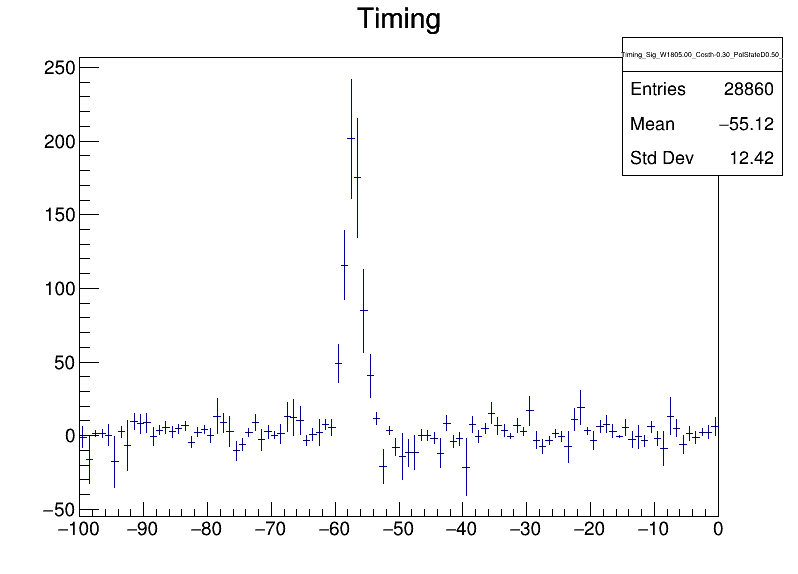 Timing
Timing_Sig_W1805.00_Costh-0.30_PolStateD0.50_
Entries 28860
Mean −55.12
Std Dev 12.42
250
200
150
100
50
0
−50
−100 −90 −80 −70 −60 −50 −40 −30 −20 −10 0